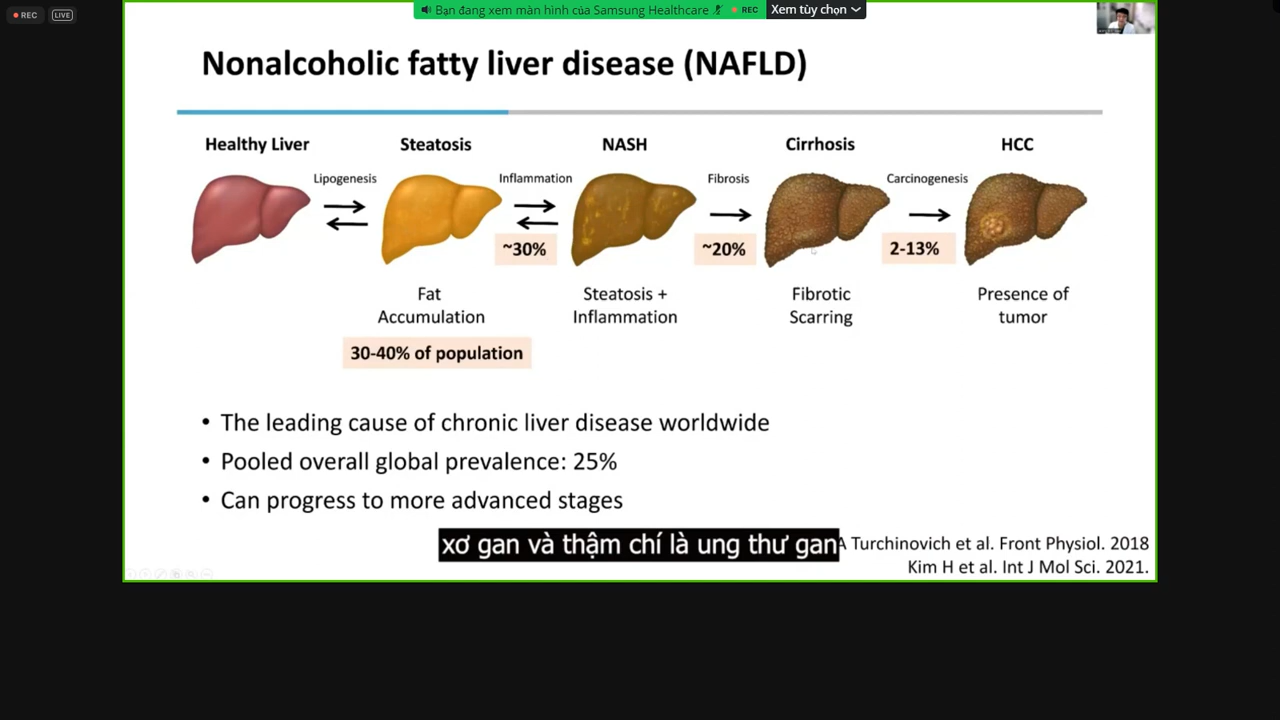 REC
LIVE
Bạn đang xem màn hình của Samsung Healthcare
REC
Xem tùy chọn
Nonalcoholic fatty liver disease (NAFLD)
Healthy Liver
Steatosis
NASH
Cirrhosis
HCC
Lipogenesis
Inflammation
Fibrosis
Carcinogenesis
~30%
~20%
2-13%
Fat
Accumulation
Steatosis +
Inflammation
Fibrotic
Scarring
Presence of
tumor
30-40% of population
• The leading cause of chronic liver disease worldwide
• Pooled overall global prevalence: 25%
• Can progress to more advanced stages
xơ gan và thậm chí là ung thư gan
A Turchinovich et al. Front Physiol. 2018
Kim H et al. Int J Mol Sci. 2021.